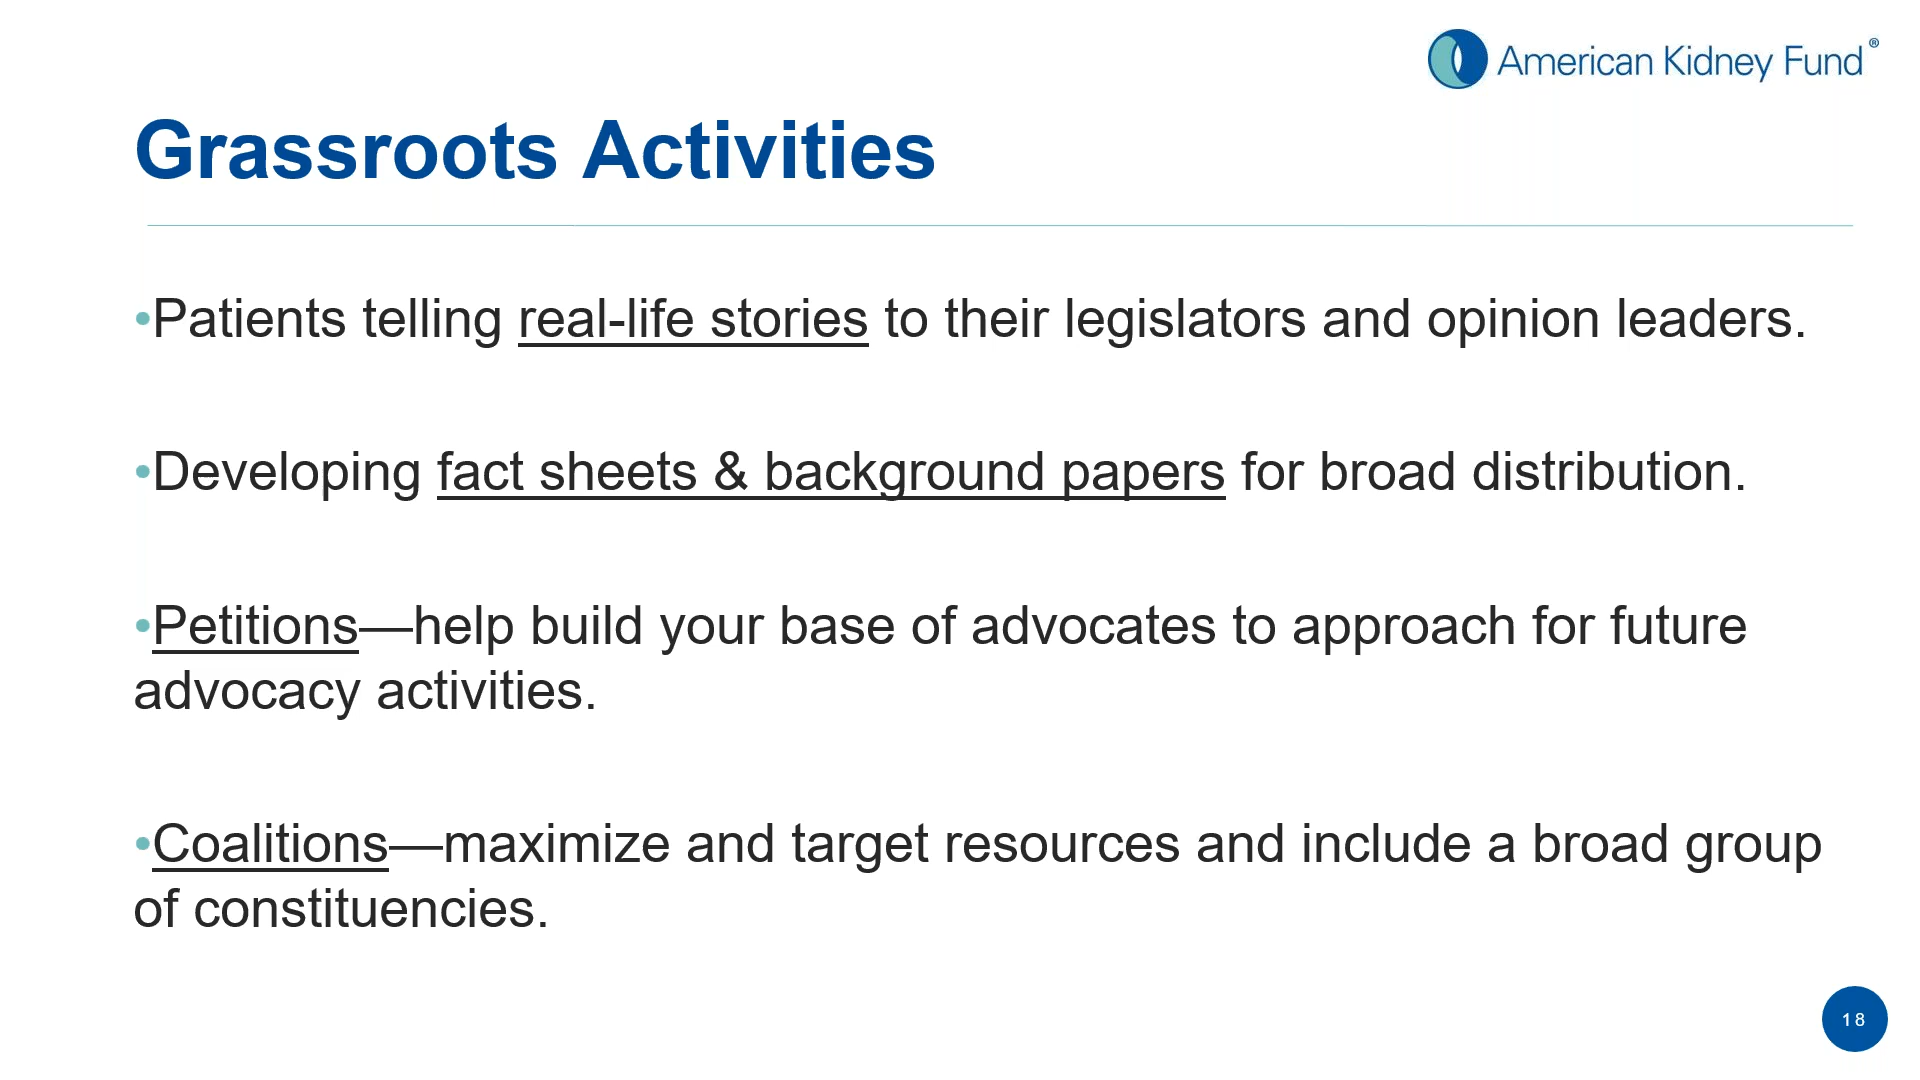 American Kidney Fund®
Grassroots Activities
•Patients telling real-life stories to their legislators and opinion leaders.
•Developing fact sheets & background papers for broad distribution.
•Petitions—help build your base of advocates to approach for future
advocacy activities.
•Coalitions—maximize and target resources and include a broad group
of constituencies.
18